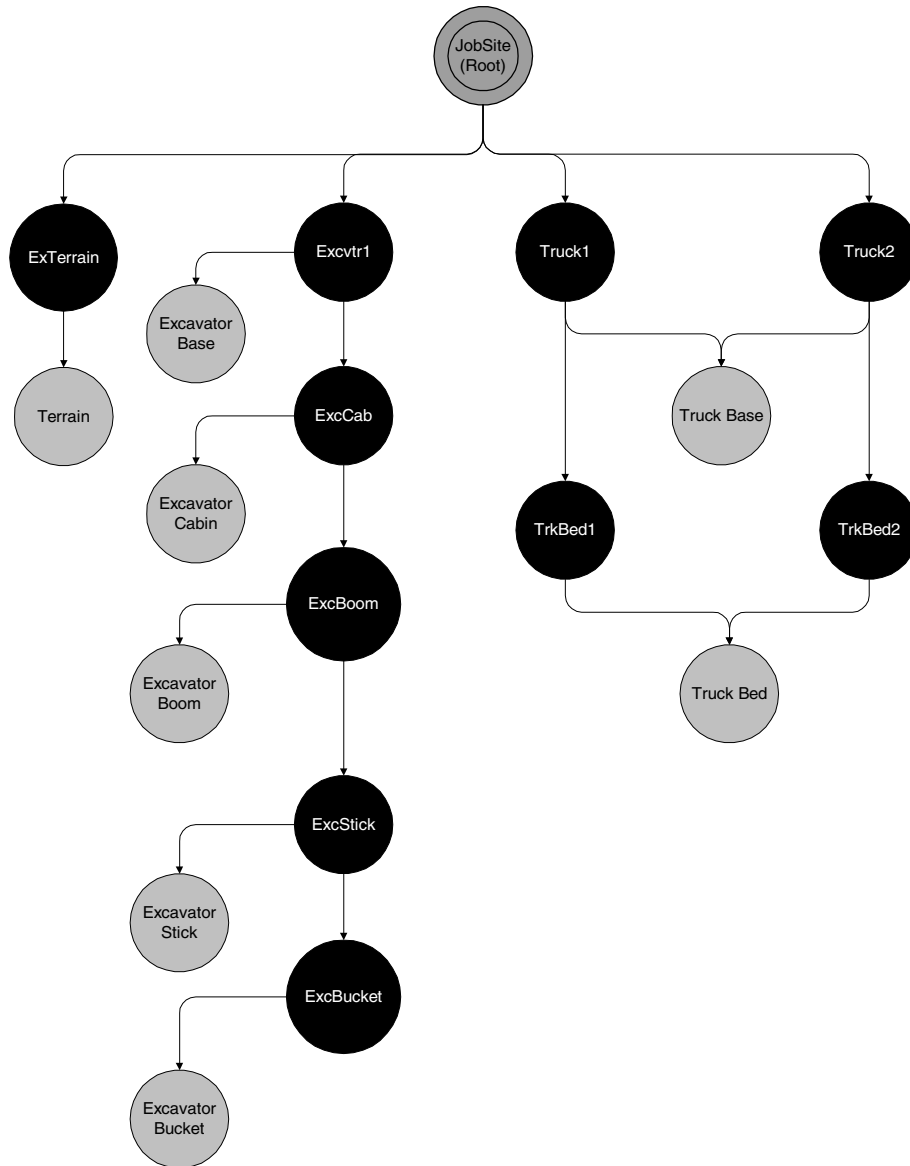 JobSite
(Root)
ExTerrain
Excvtr1
Truck1
Truck2
Excavator
Base
Terrain
ExcCab
Truck Base
Excavator
Cabin
TrkBed1
TrkBed2
ExcBoom
Excavator
Boom
Truck Bed
ExcStick
Excavator
Stick
ExcBucket
Excavator
Bucket